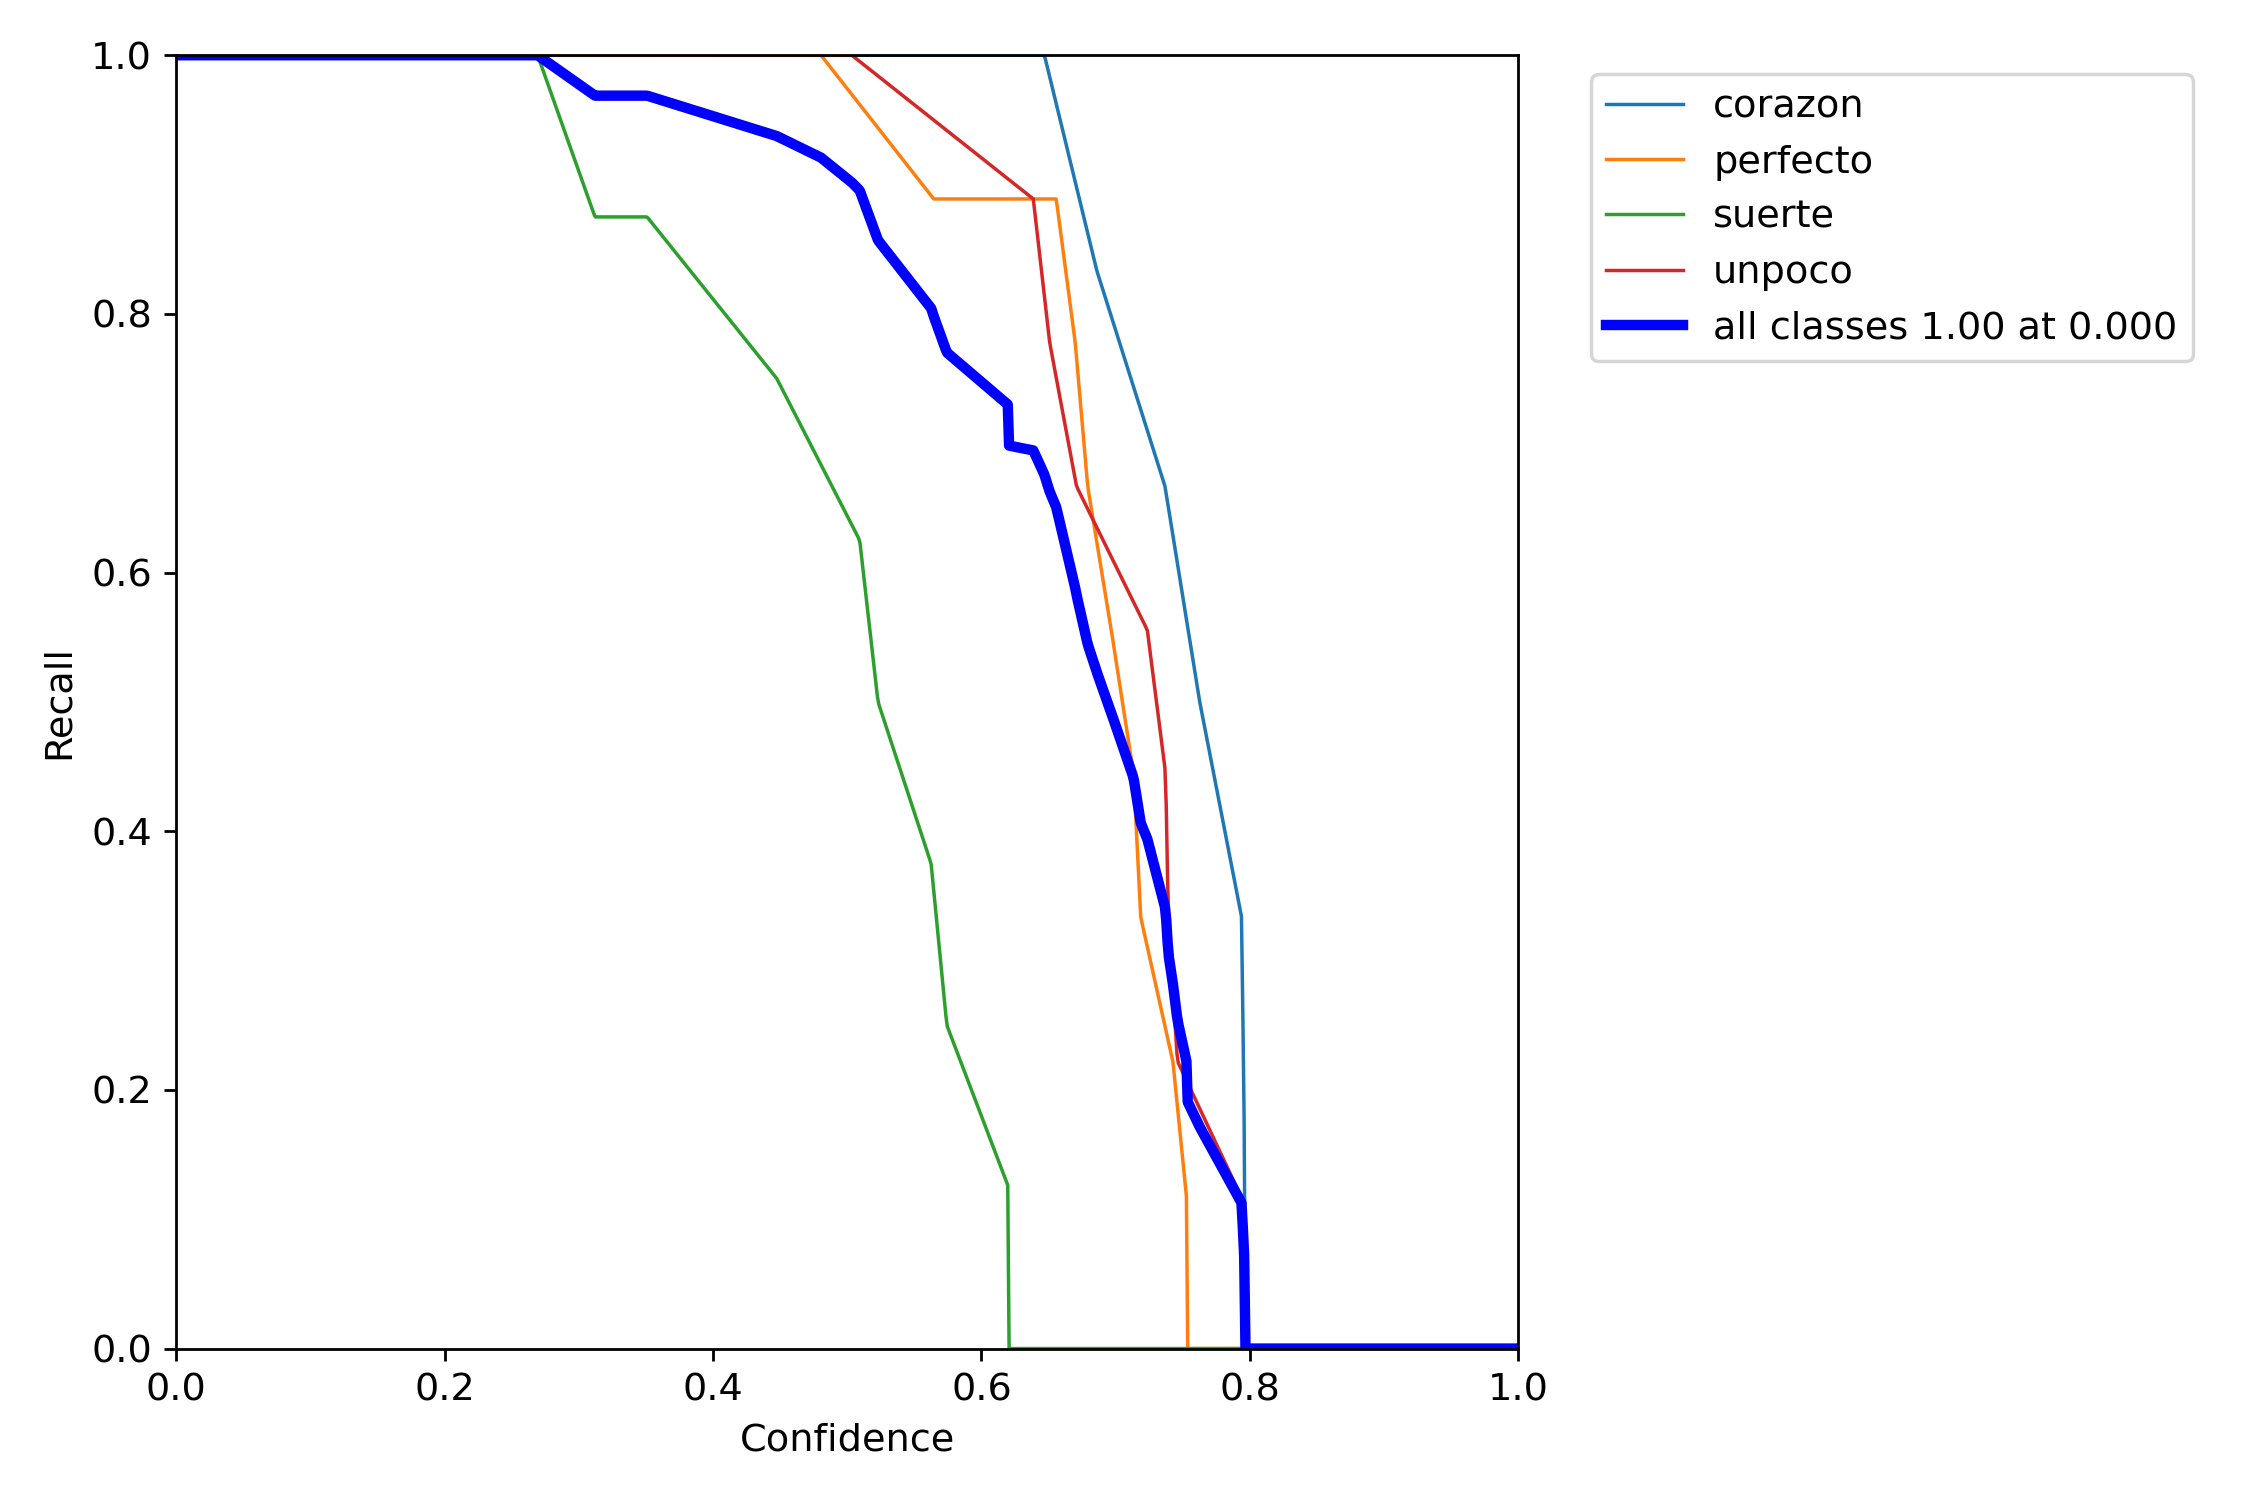 1.0
0.8
0.6
0.4
0.2
0.0
Recall
0.0 0.2 0.4 0.6 0.8 1.0
Confidence
corazon
perfecto
suerte
unpoco
all classes 1.00 at 0.000